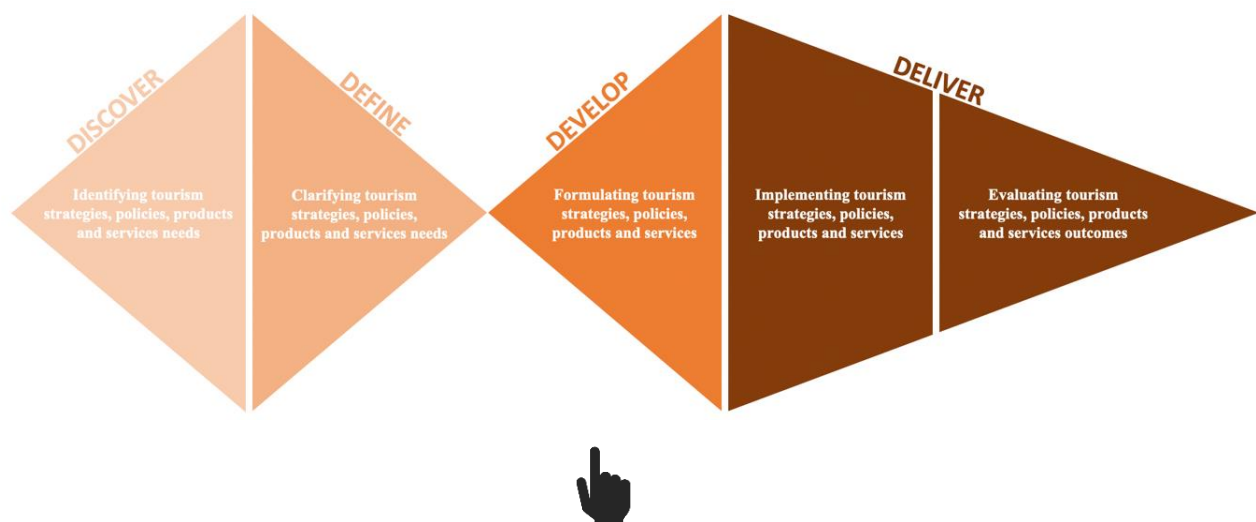 DISCOVER
Identifying tourism
strategies, policies, products
and services needs
DEFINE
Clarifying tourism
strategies, policies,
products and services needs
DEVELOP
Formulating tourism
strategies, policies,
products and services
DELIVER
Implementing tourism
strategies, policies,
products and services
Evaluating tourism
strategies, policies, products
and services outcomes